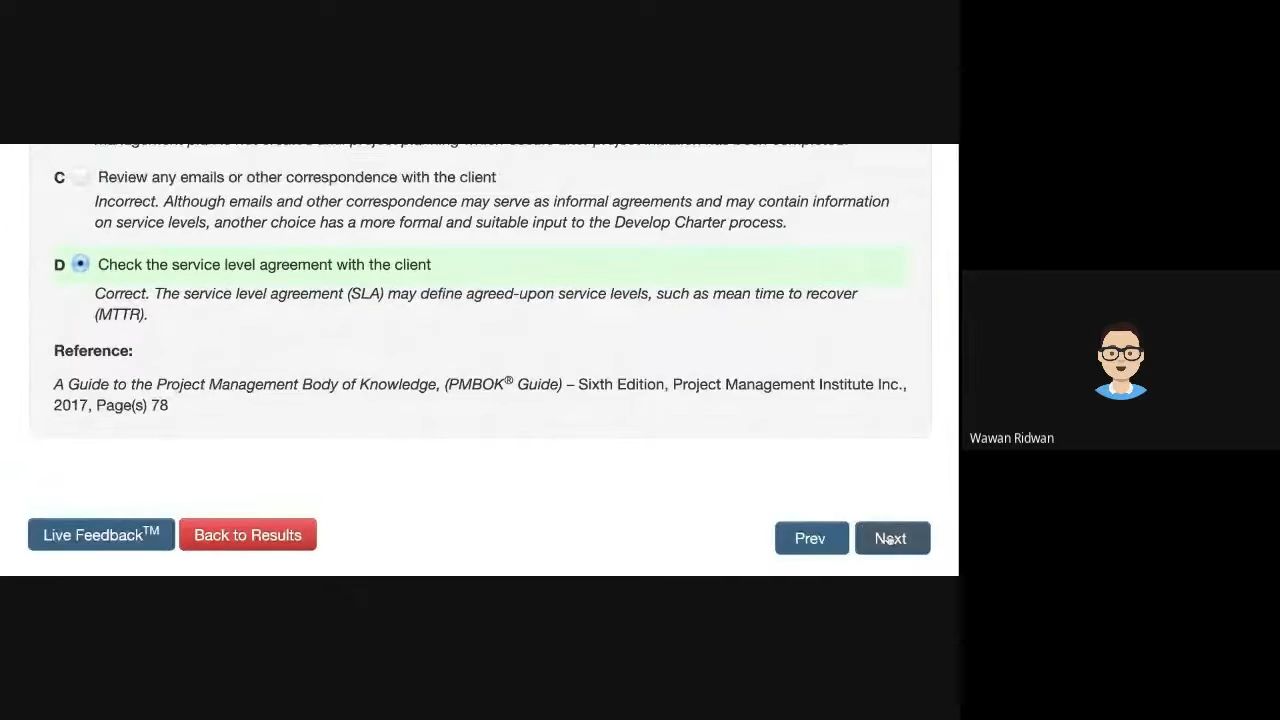 C Review any emails or other correspondence with the client
Incorrect. Although emails and other correspondence may serve as informal agreements and may contain information
on service levels, another choice has a more formal and suitable input to the Develop Charter process.
D Check the service level agreement with the client
Correct. The service level agreement (SLA) may define agreed-upon service levels, such as mean time to recover
(MTTR).
Reference:
A Guide to the Project Management Body of Knowledge, (PMBOK® Guide) – Sixth Edition, Project Management Institute Inc.,
2017, Page(s) 78
Wawan Ridwan
Live Feedback™ Back to Results Prev Next